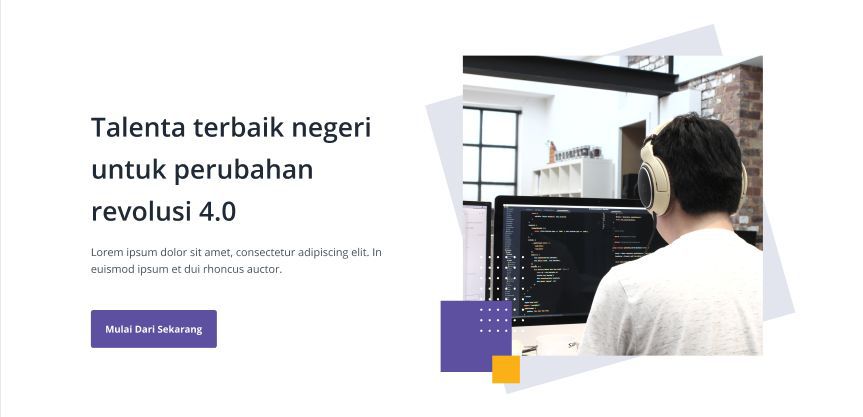 Talenta terbaik negeri
untuk perubahan
revolusi 4.0
Lorem ipsum dolor sit amet, consectetur adipiscing elit. In
euismod ipsum et dui rhoncus auctor.
Mulai Dari Sekarang